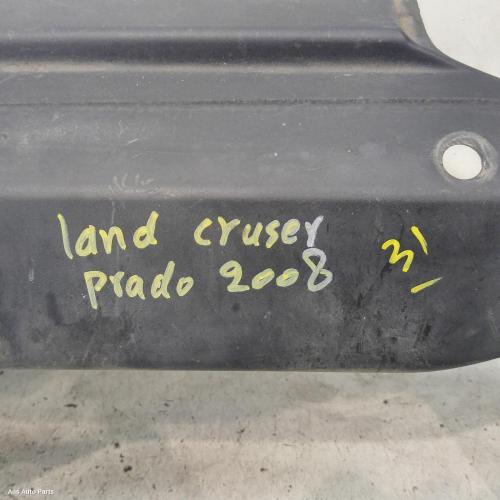 land cruser
prado 2008
31
Aus Auto Parts